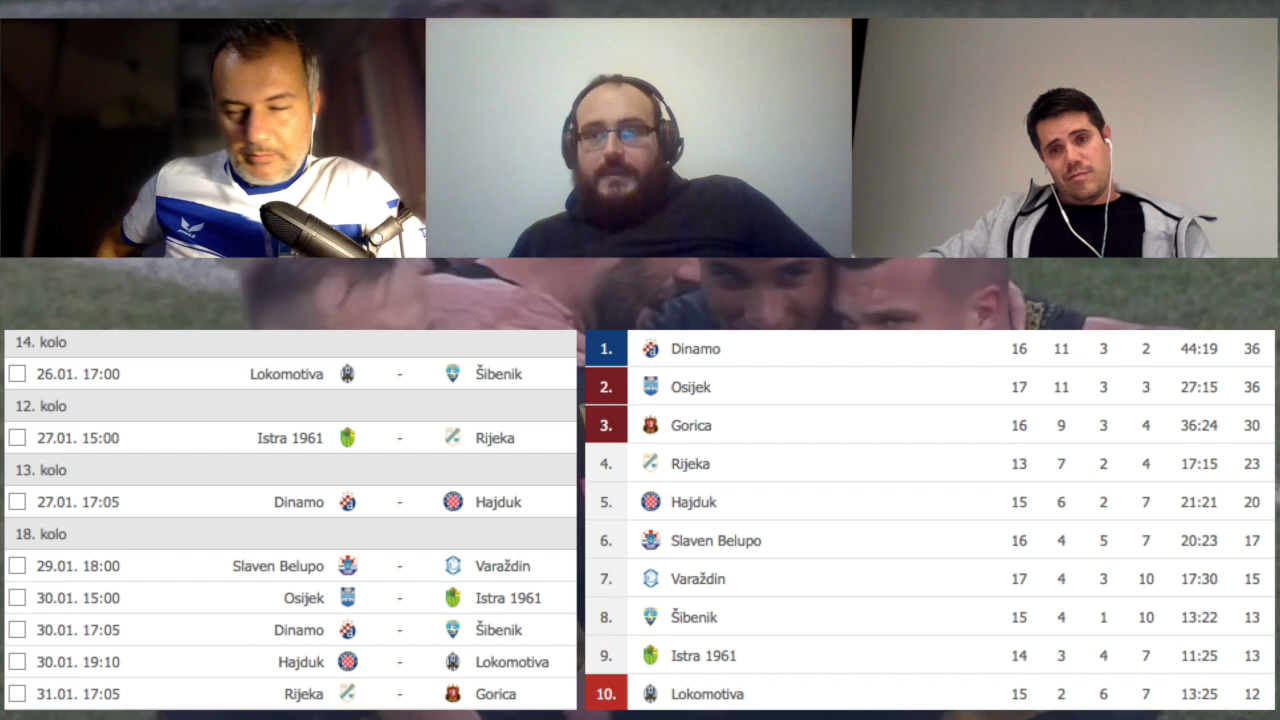 14. kolo
26.01. 17:00 Lokomotiva - Šibenik
12. kolo
27.01. 15:00 Istra 1961 - Rijeka
13. kolo
27.01. 17:05 Dinamo - Hajduk
18. kolo
29.01. 18:00 Slaven Belupo - Varaždin
30.01. 15:00 Osijek - Istra 1961
30.01. 17:05 Dinamo - Šibenik
30.01. 19:10 Hajduk - Lokomotiva
31.01. 17:05 Rijeka - Gorica
1. Dinamo 16 11 3 2 44:19 36
2. Osijek 17 11 3 3 27:15 36
3. Gorica 16 9 3 4 36:24 30
4. Rijeka 13 7 2 4 17:15 23
5. Hajduk 15 6 2 7 21:21 20
6. Slaven Belupo 16 4 5 7 20:23 17
7. Varaždin 17 4 3 10 17:30 15
8. Šibenik 15 4 1 10 13:22 13
9. Istra 1961 14 3 4 7 11:25 13
10. Lokomotiva 15 2 6 7 13:25 12